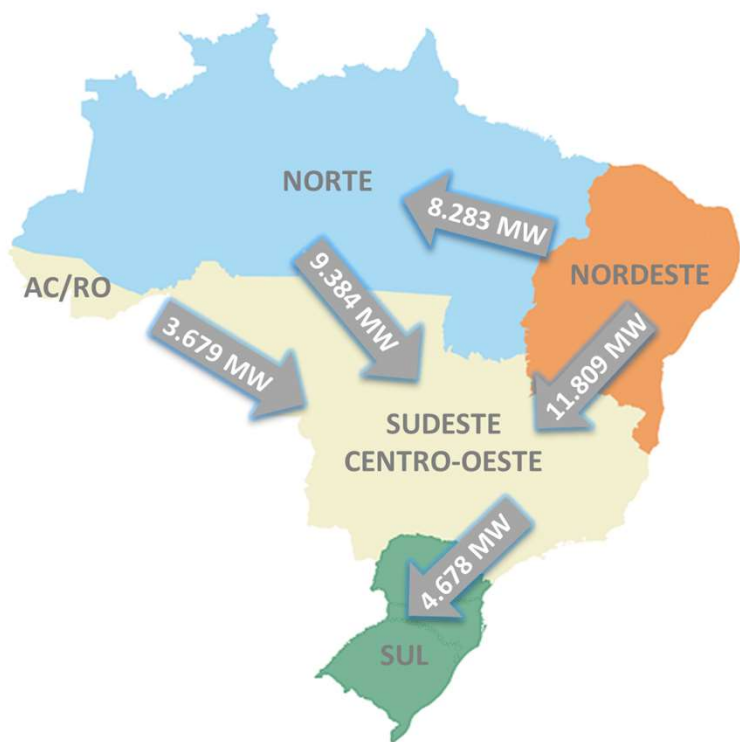 NORTE
8.283 MW
NORDESTE
AC/RO
9.384 MW
3.679 MW
11.809 MW
SUDESTE
CENTRO-OESTE
4.678 MW
SUL